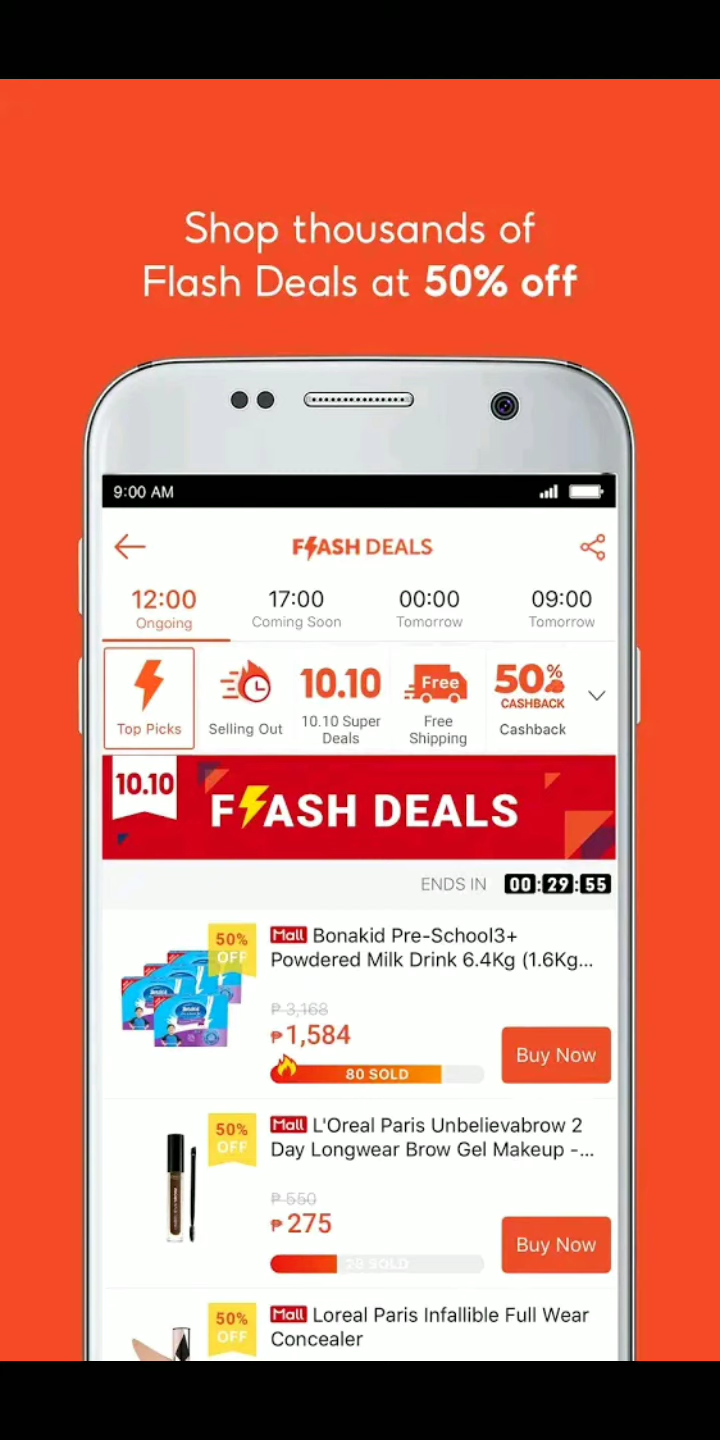 Shop thousands of
Flash Deals at 50% off
9:00 AM
FLASH DEALS
12:00
Ongoing
17:00
Coming Soon
00:00
Tomorrow
09:00
Tomorrow
Top Picks
Selling Out
10.10
10.10 Super
Deals
Free
Free
Shipping
50%
CASHBACK
Cashback
10.10
FLASH DEALS
ENDS IN 00:29:55
50%
OFF
Mall Bonakid Pre-School3+
Powdered Milk Drink 6.4Kg (1.6Kg...
₱ 3,168
₱1,584
80 SOLD
Buy Now
50%
OFF
Mall L'Oreal Paris Unbelievabrow 2
Day Longwear Brow Gel Makeup -...
₱ 550
₱275
Buy Now
50%
OFF
Mall Loreal Paris Infallible Full Wear
Concealer